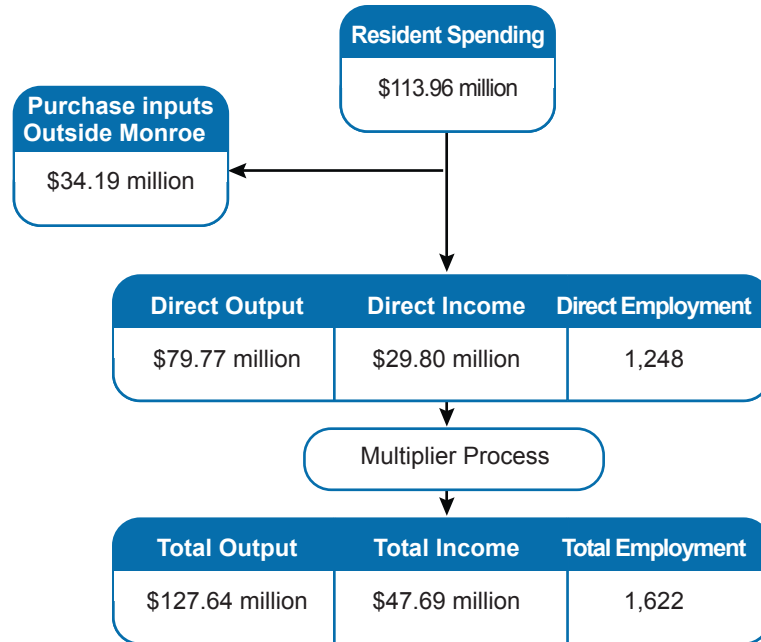 Resident Spending
$113.96 million
Purchase inputs
Outside Monroe
$34.19 million
Direct Output Direct Income Direct Employment
$79.77 million $29.80 million 1,248
Multiplier Process
Total Output Total Income Total Employment
$127.64 million $47.69 million 1,622